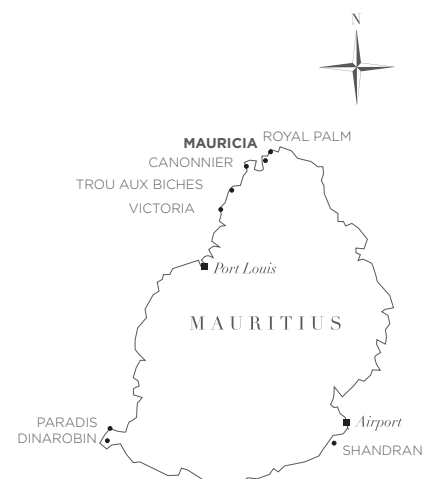 N
MAURICIA
ROYAL PALM
CANONNIER
TROU AUX BICHES
VICTORIA
Port Louis
MAURITIUS
PARADIS
Airport
DINAROBIN
SHANDRAN